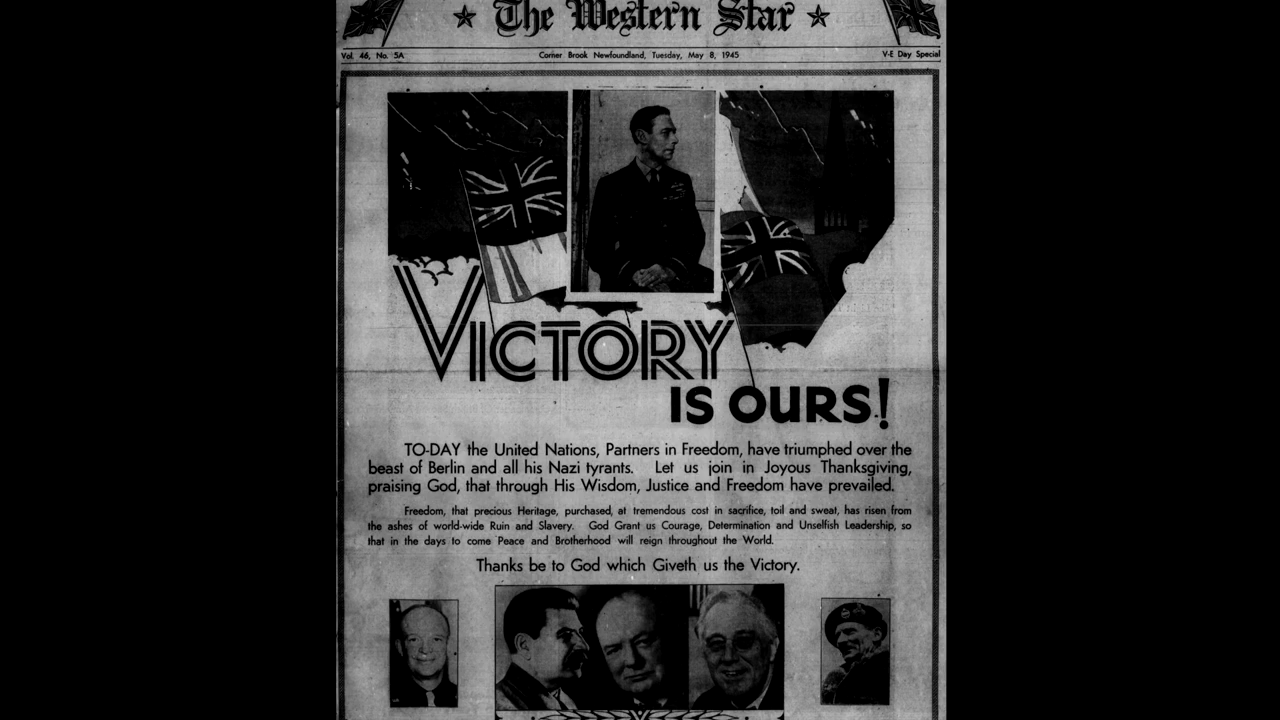 The Western Star
Vol. 46, No. 5A
Corner Brook Newfoundland, Tuesday, May 8, 1945
V-E Day Special
VICTORY
IS OURS!
TO-DAY the United Nations, Partners in Freedom, have triumphed over the
beast of Berlin and all his Nazi tyrants. Let us join in Joyous Thanksgiving,
praising God, that through His Wisdom, Justice and Freedom have prevailed.
Freedom, that precious Heritage, purchased, at tremendous cost in sacrifice, toil and sweat, has risen from
the ashes of world-wide Ruin and Slavery. God Grant us Courage, Determination and Unselfish Leadership, so
that in the days to come Peace and Brotherhood will reign throughout the World.
Thanks be to God which Giveth us the Victory.